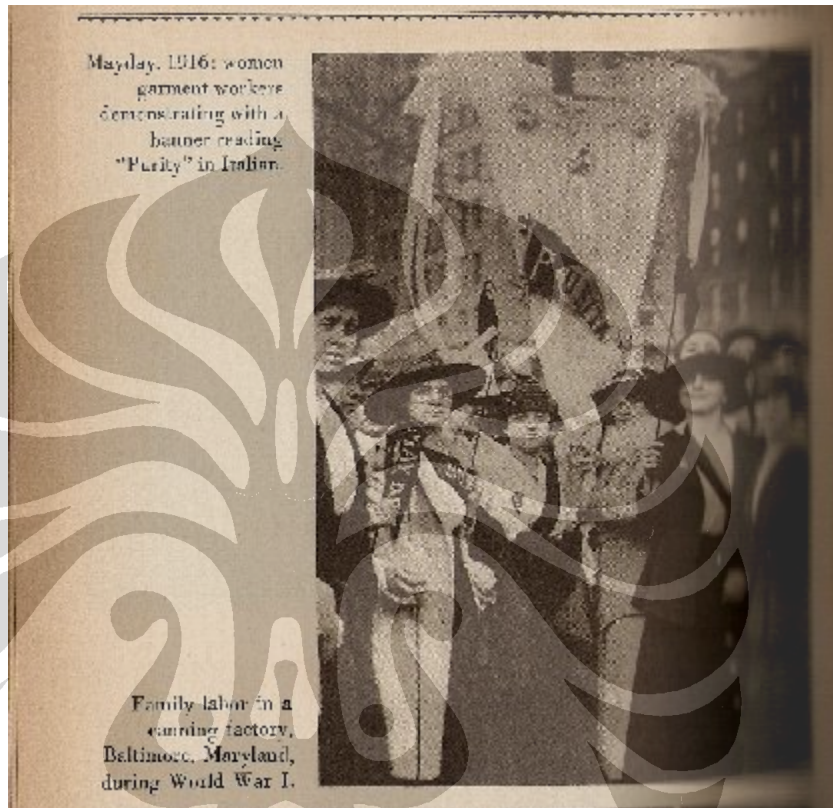 Mayday, 1916: women
garment workers
demonstrating with a
banner reading
"Purity" in Italian.
Family labor in a
canning factory,
Baltimore, Maryland,
during World War I.